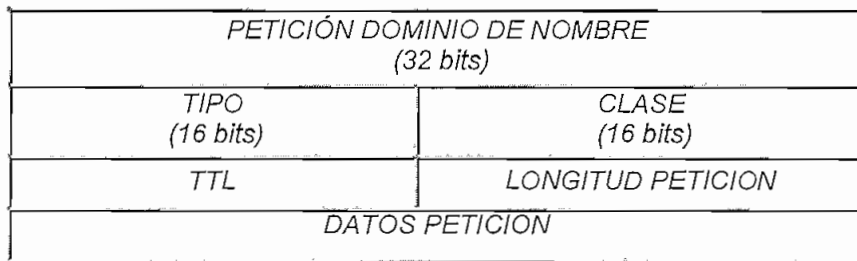 PETICIÓN DOMINIO DE NOMBRE
(32 bits)
TIPO CLASE
(16 bits) (16 bits)
TTL LONGITUD PETICION
DATOS PETICION